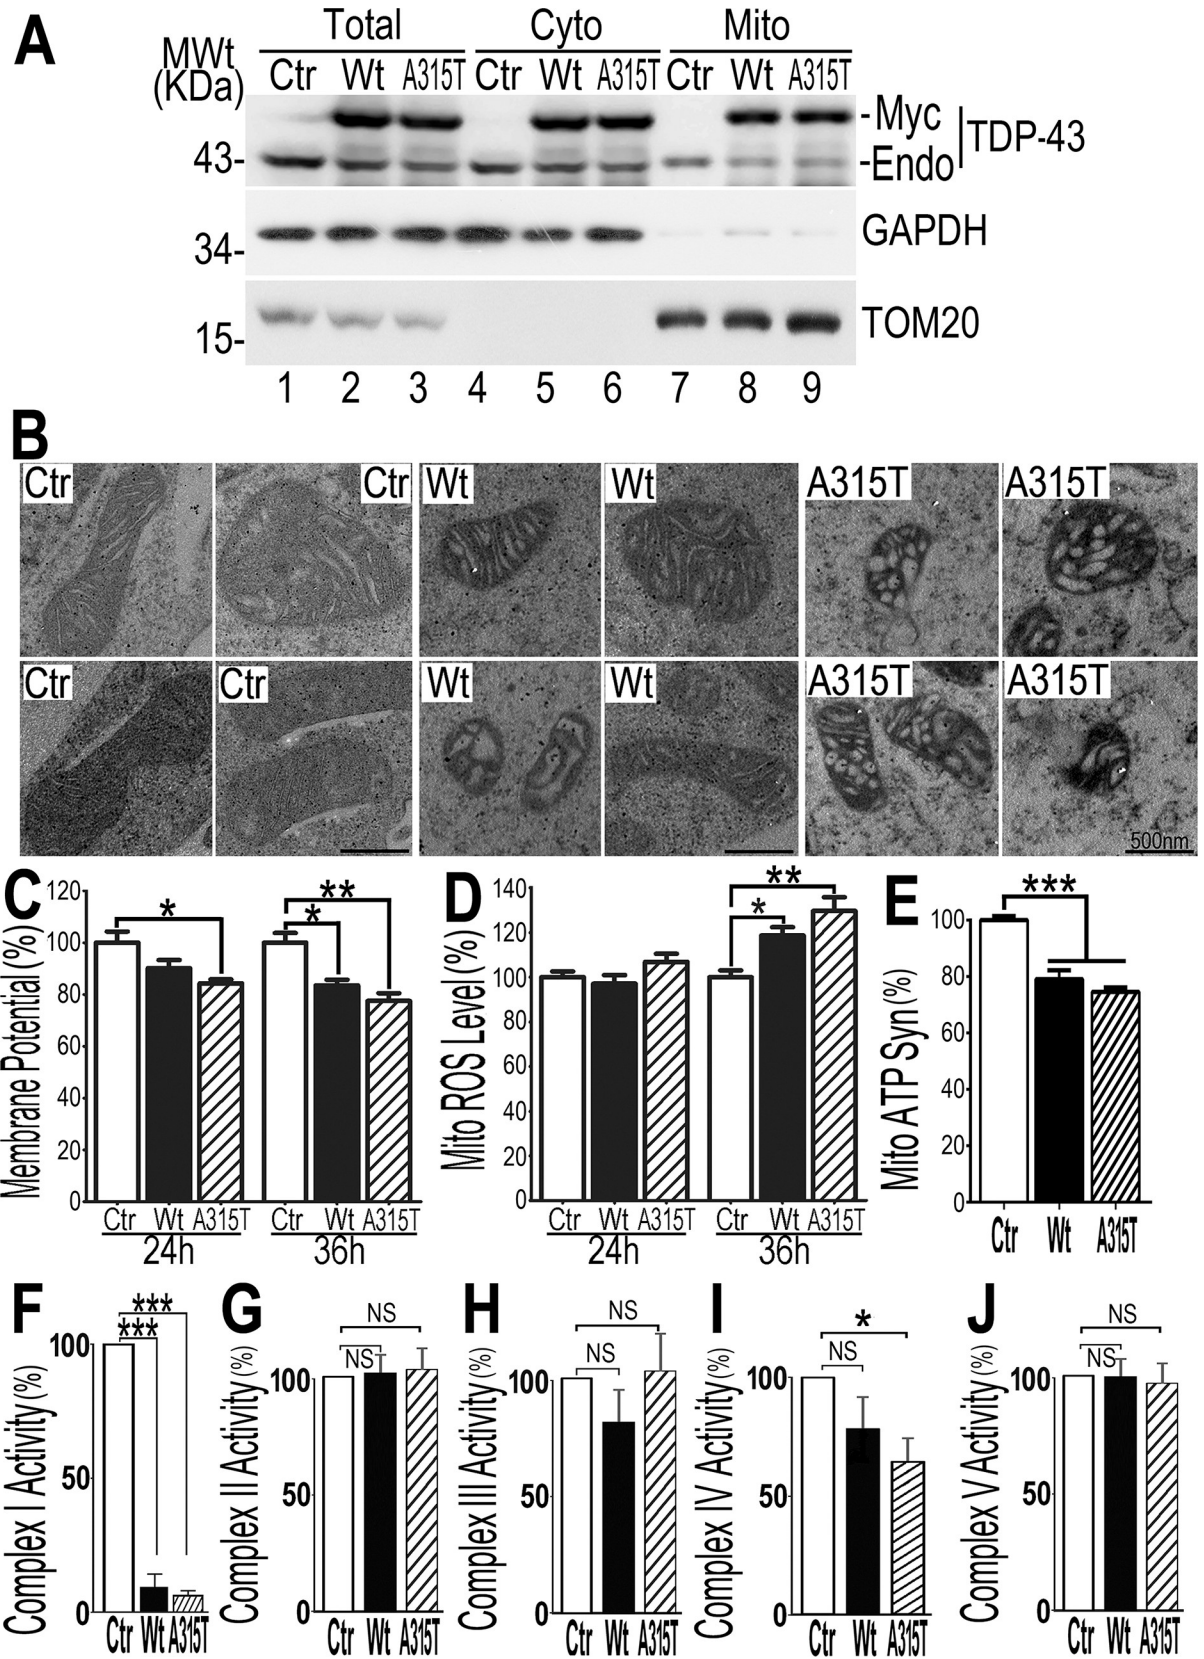 A
Total Cyto Mito
MWt
(KDa)
Ctr Wt A315T Ctr Wt A315T Ctr Wt A315T
-Myc
TDP-43
43-
-Endo
GAPDH
34-
TOM20
15-
1 2 3 4 5 6 7 8 9
B
Ctr Ctr Wt Wt A315T A315T
Ctr Ctr Wt Wt A315T A315T
500nm
C
Membrane Potential (%)
120
100
80
60
40
20
0
* * **
Ctr Wt A315T Ctr Wt A315T
24h 36h
D
Mito ROS Level (%)
140
120
100
80
60
40
20
0
* **
Ctr Wt A315T Ctr Wt A315T
24h 36h
E
Mito ATP Syn (%)
100
80
60
40
20
0
***
Ctr Wt A315T
F
Complex I Activity (%)
100
50
0
***
***
Ctr Wt A315T
G
Complex II Activity (%)
100
50
0
NS
NS
Ctr Wt A315T
H
Complex III Activity (%)
100
50
0
NS
NS
Ctr Wt A315T
I
Complex IV Activity (%)
100
50
0
*
NS
Ctr Wt A315T
J
Complex V Activity (%)
100
50
0
NS
NS
Ctr Wt A315T